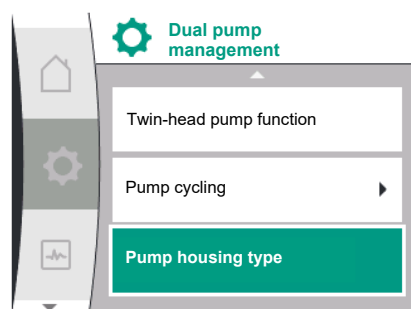 Dual pump
management
Twin-head pump function
Pump cycling
Pump housing type